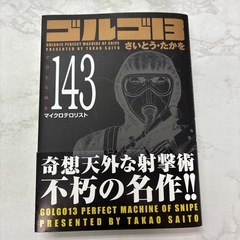 ゴルゴ13
さいとう・たかを
GOLGO13 PERFECT MACHINE OF SNIPE
PRESENTED BY TAKAO SAITO
VOLUME
143
マイクロテロリスト
奇想天外な射撃術
不朽の名作!!
GOLGO13 PERFECT MACHINE OF SNIPE
PRESENTED BY TAKAO SAITO